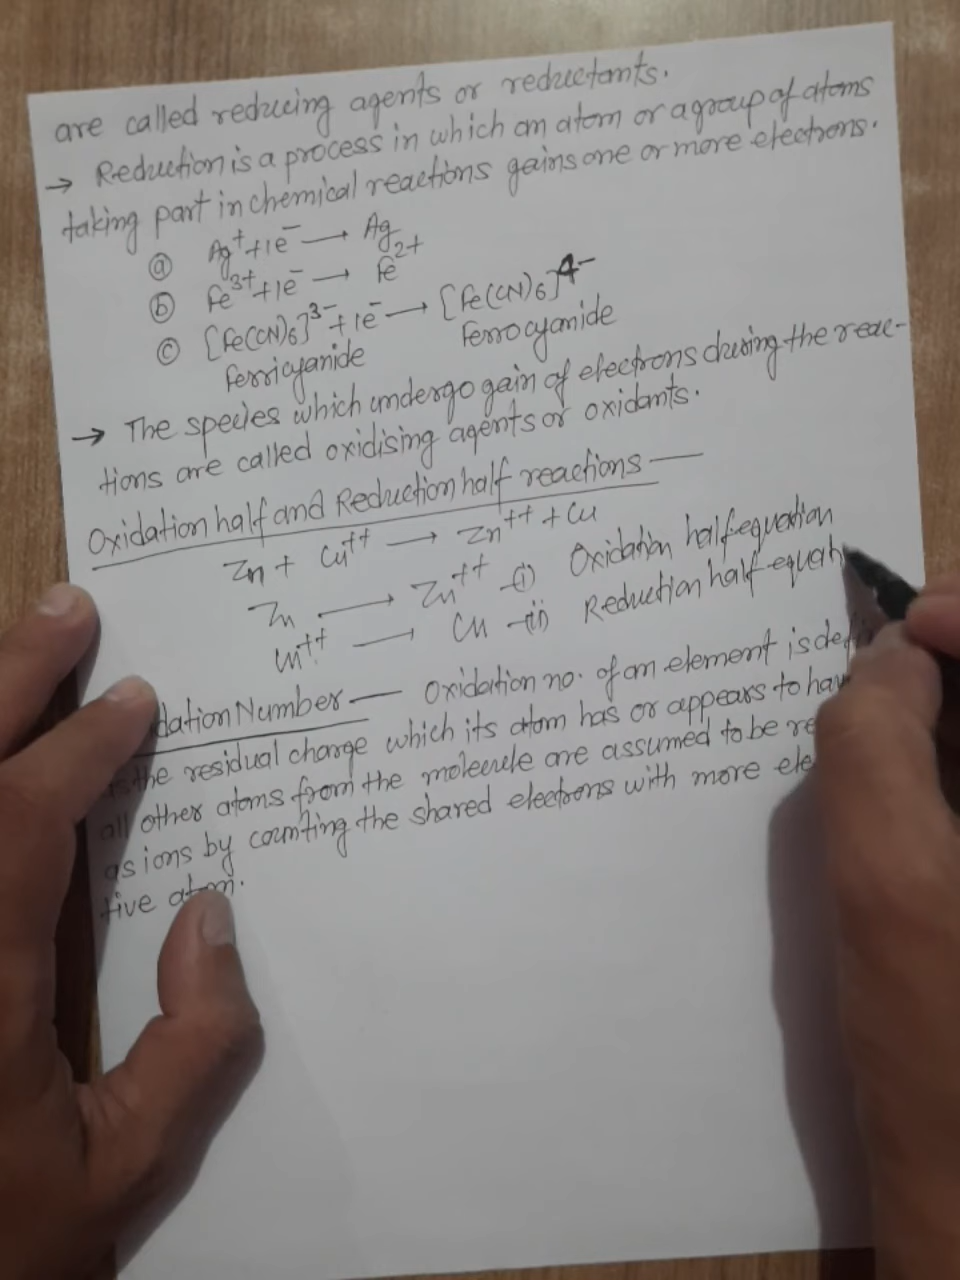 are called reducing agents or reductants.
→ Reduction is a process in which an atom or a group of atoms
taking part in chemical reactions gains one or more electrons.
ⓐ Ag⁺ + 1e⁻ → Ag
ⓑ Fe³⁺ + 1e⁻ → Fe²⁺
ⓒ [Fe(CN)6]³⁻ + 1e⁻ → [Fe(CN)6]⁴⁻
Ferricyanide Ferrocyanide
→ The species which undergo gain of electrons during the reac-
tions are called oxidising agents or oxidants.
Oxidation half and Reduction half reactions —
Zn + Cu⁺⁺ → Zn⁺⁺ + Cu
Zn → Zn⁺⁺ -(i) Oxidation half-equation
Cu⁺⁺ → Cu -(ii) Reduction half-equati
dation Number — Oxidation no. of an element is defi
as the residual charge which its atom has or appears to hav
all other atoms from the molecule are assumed to be re
as ions by counting the shared electrons with more ele
tive atom.